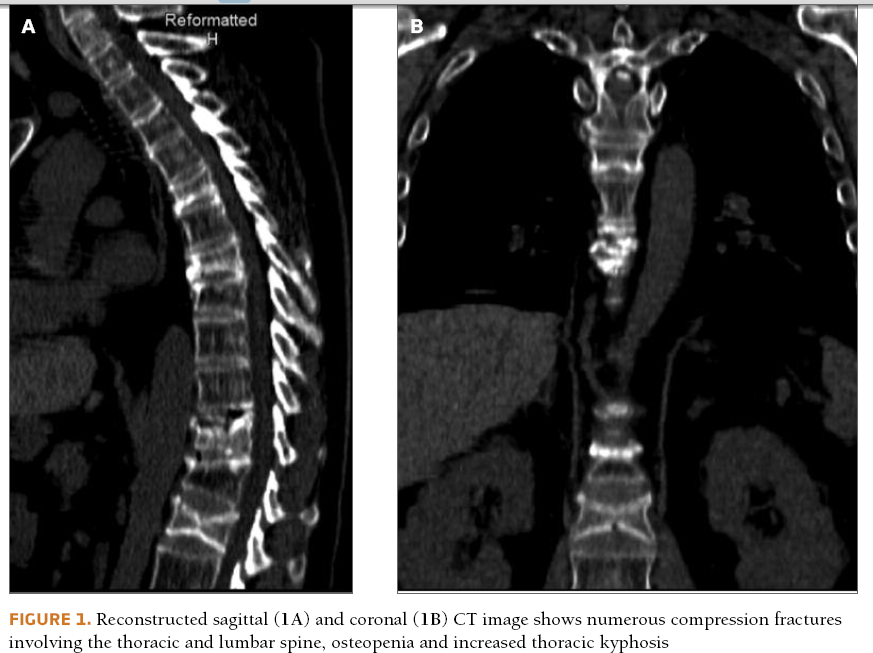 A
Reformatted
H
B
FIGURE 1. Reconstructed sagittal (1A) and coronal (1B) CT image shows numerous compression fractures
involving the thoracic and lumbar spine, osteopenia and increased thoracic kyphosis